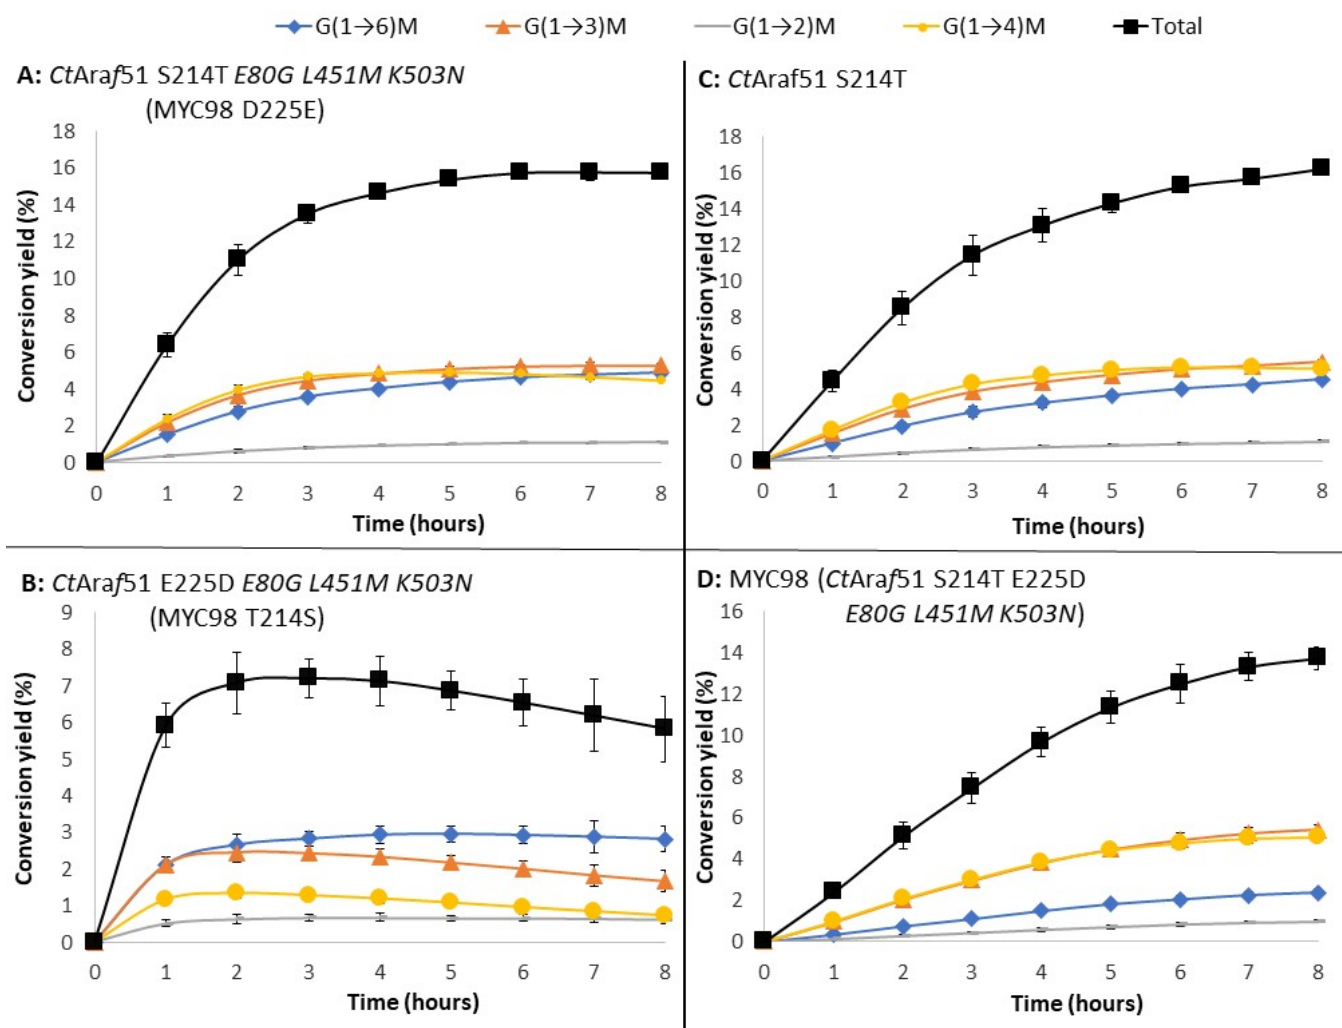 G(1→6)M G(1→3)M G(1→2)M G(1→4)M Total
A: CtAraf51 S214T E80G L451M K503N
(MYC98 D225E)
18
16
14
12
10
8
6
4
2
0
Conversion yield (%)
0 1 2 3 4 5 6 7 8
Time (hours)
C: CtAraf51 S214T
18
16
14
12
10
8
6
4
2
0
Conversion yield (%)
0 1 2 3 4 5 6 7 8
Time (hours)
B: CtAraf51 E225D E80G L451M K503N
(MYC98 T214S)
9
8
7
6
5
4
3
2
1
0
Conversion yield (%)
0 1 2 3 4 5 6 7 8
Time (hours)
D: MYC98 (CtAraf51 S214T E225D
E80G L451M K503N)
16
14
12
10
8
6
4
2
0
Conversion yield (%)
0 1 2 3 4 5 6 7 8
Time (hours)